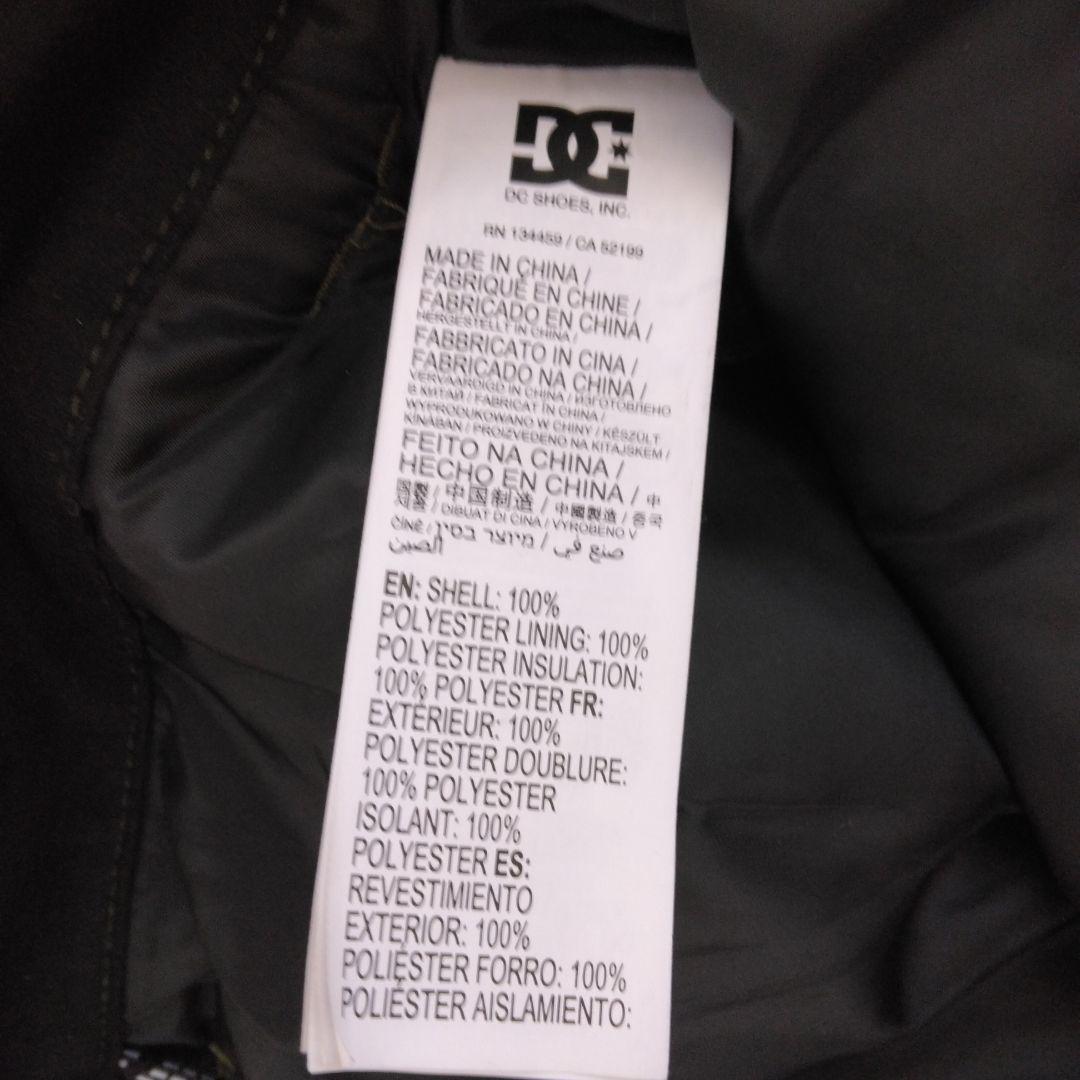 DC
DC SHOES, INC.
RN 134459 / CA 52199
MADE IN CHINA /
FABRIQUÉ EN CHINE /
FABRICADO EN CHINA /
HERGESTELLT IN CHINA /
FABBRICATO IN CINA /
FABRICADO NA CHINA /
VERVAARDIGD IN CHINA / ИЗГОТОВЛЕНО
В КИТАЙ / FABRICAT ÎN CHINA /
WYPRODUKOWANO W CHINY / KÉSZÜLT
KÍNÁBAN / PROIZVEDENO NA KITAJSKEM /
FEITO NA CHINA /
HECHO EN CHINA / 中
国製 / 中国制造 / 中國製造 / 중국
제품 / DIBUAT DI CINA / VYROBENO V
ČÍNĚ / מיוצר בסין / صنع في
الصين
EN: SHELL: 100%
POLYESTER LINING: 100%
POLYESTER INSULATION:
100% POLYESTER FR:
EXTÉRIEUR: 100%
POLYESTER DOUBLURE:
100% POLYESTER
ISOLANT: 100%
POLYESTER ES:
REVESTIMIENTO
EXTERIOR: 100%
POLIÉSTER FORRO: 100%
POLIÉSTER AISLAMIENTO: